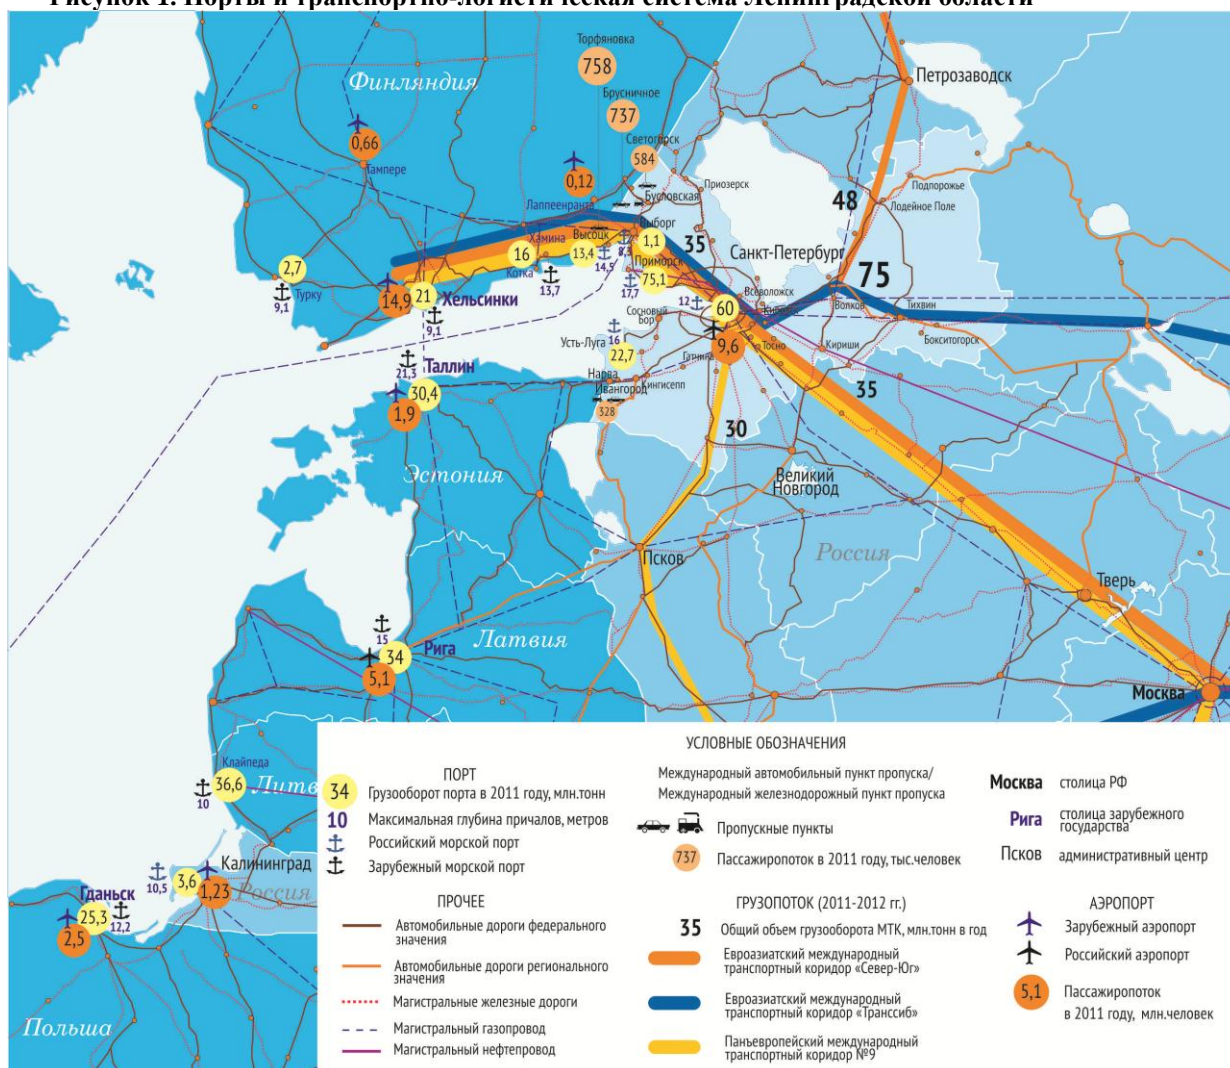 Рисунок 1. Порты и транспортно-логистическая система Ленинградской области
Торфяновка
758
Финляндия
Петрозаводск
Брусничное
737
0,66
Светогорск
584
Тампере
0,12
Приозерск
Подпорожье
Бусловская
48
Лаппеенранта
Лодейное Поле
Выборг
Хамина
Высоцк
1,1
35
8,3
Санкт-Петербург
16
13,4
14,5
Приморск
75
2,7
Котка
75,1
13,7
17,7
Всеволожск
Турку
9,1
14,9
21
Хельсинки
12
60
Волхов
Тихвин
Сосновый
Бор
9,1
16
Усть-Луга
22,7
9,6
Тосно
Кириши
Бокситогорск
Гатчина
21,3
Таллин
Нарва
Ивангород
Кингисепп
35
30,4
1,9
328
30
Эстония
Великий
Новгород
Россия
Псков
Тверь
15
Латвия
Рига
34
5,1
Москва
Клайпеда
36,6
Литв
10
Калининград
10,5
3,6
1,23
Россия
Гданьск
25,3
12,2
2,5
Польша
УСЛОВНЫЕ ОБОЗНАЧЕНИЯ
ПОРТ
34
Грузооборот порта в 2011 году, млн.тонн
10
Максимальная глубина причалов, метров
Российский морской порт
Зарубежный морской порт
Международный автомобильный пункт пропуска/
Международный железнодорожный пункт пропуска
Пропускные пункты
737
Пассажиропоток в 2011 году, тыс.человек
Москва
столица РФ
Рига
столица зарубежного
государства
Псков
административный центр
ПРОЧЕЕ
Автомобильные дороги федерального
значения
Автомобильные дороги регионального
значения
Магистральные железные дороги
Магистральный газопровод
Магистральный нефтепровод
ГРУЗОПОТОК (2011-2012 гг.)
35
Общий объем грузооборота МТК, млн.тонн в год
Евроазиатский международный
транспортный коридор «Север-Юг»
Евроазиатский международный
транспортный коридор «Транссиб»
Панъевропейский международный
транспортный коридор №9
АЭРОПОРТ
Зарубежный аэропорт
Российский аэропорт
5,1
Пассажиропоток
в 2011 году, млн.человек